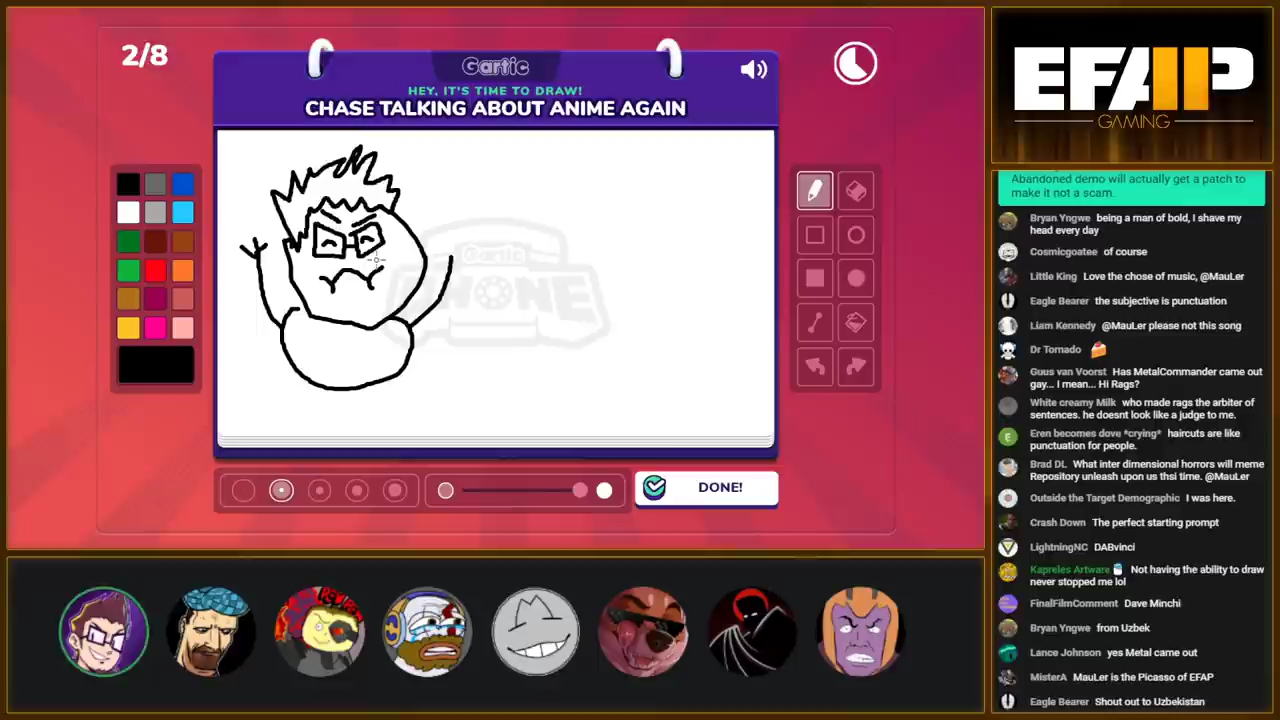 2/8
Gartic
HEY, IT'S TIME TO DRAW!
CHASE TALKING ABOUT ANIME AGAIN
Gartic
PHONE
DONE!
EFAP
GAMING
Abandoned demo will actually get a patch to
make it not a scam.
Bryan Yngwe being a man of bold, I shave my
head every day
Cosmicgoatee of course
Little King Love the chose of music, @MauLer
Eagle Bearer the subjective is punctuation
Liam Kennedy @MauLer please not this song
Dr Tornado 🍰
Guus van Voorst Has MetalCommander came out
gay... I mean... Hi Rags?
White creamy Milk who made rags the arbiter of
sentences. he doesnt look like a judge to me.
Eren becomes dove *crying* haircuts are like
punctuation for people.
Brad DL What inter dimensional horrors will meme
Repository unleash upon us thsi time. @MauLer
Outside the Target Demographic I was here.
Crash Down The perfect starting prompt
LightningNC DABvinci
Kapreles Artware Not having the ability to draw
never stopped me lol
FinalFilmComment Dave Minchi
Bryan Yngwe from Uzbek
Lance Johnson yes Metal came out
MisterA MauLer is the Picasso of EFAP
Eagle Bearer Shout out to Uzbekistan